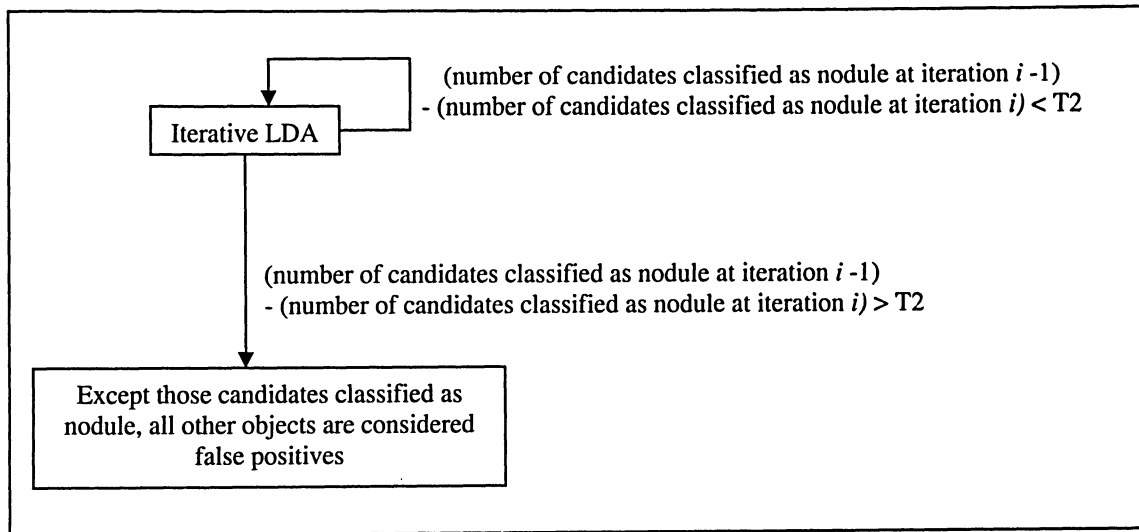 (number of candidates classified as nodule at iteration i -1)
- (number of candidates classified as nodule at iteration i) < T2
Iterative LDA
(number of candidates classified as nodule at iteration i -1)
- (number of candidates classified as nodule at iteration i) > T2
Except those candidates classified as
nodule, all other objects are considered
false positives